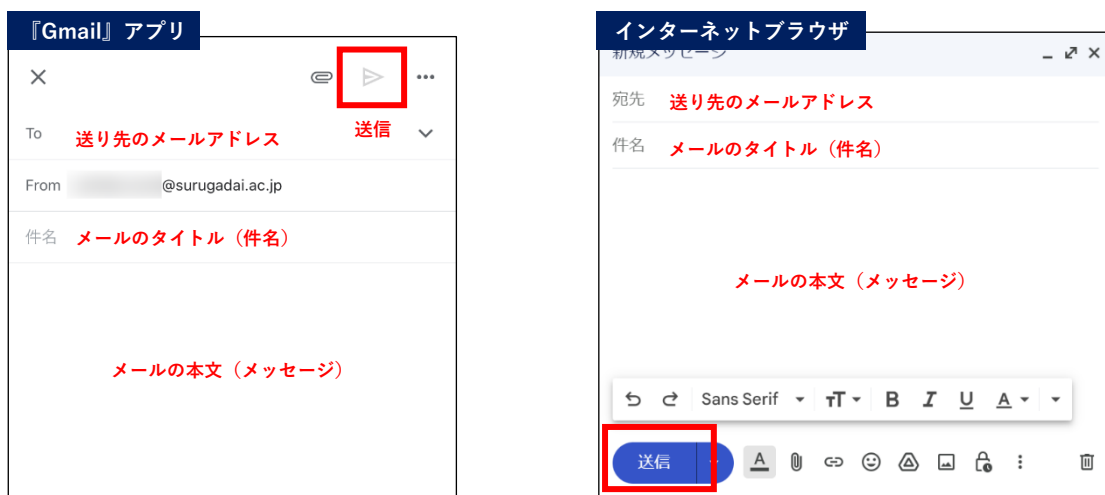 『Gmail』アプリ
送信
To 送り先のメールアドレス
From @surugadai.ac.jp
件名 メールのタイトル（件名）
メールの本文（メッセージ）
インターネットブラウザ
新規メッセージ
宛先 送り先のメールアドレス
件名 メールのタイトル（件名）
メールの本文（メッセージ）
Sans Serif TT B I U A
送信 A